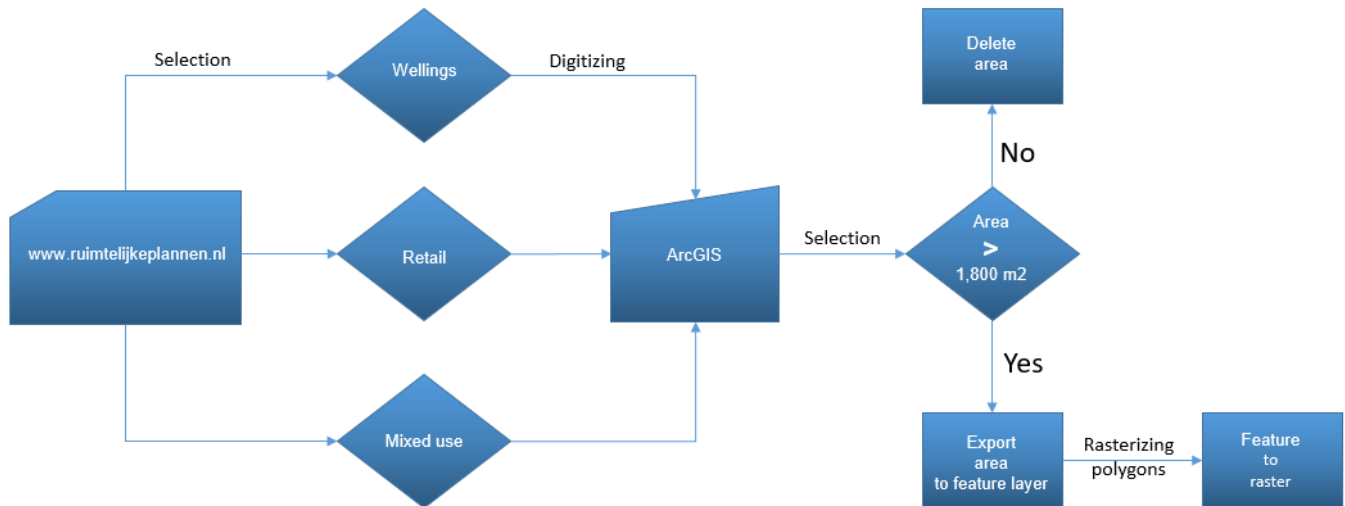 Selection
Wellings
Digitizing
Delete
area
No
www.ruimtelijkeplannen.nl
Retail
ArcGIS
Selection
Area
>
1,800 m2
Yes
Mixed use
Export
area
to feature layer
Rasterizing
polygons
Feature
to
raster